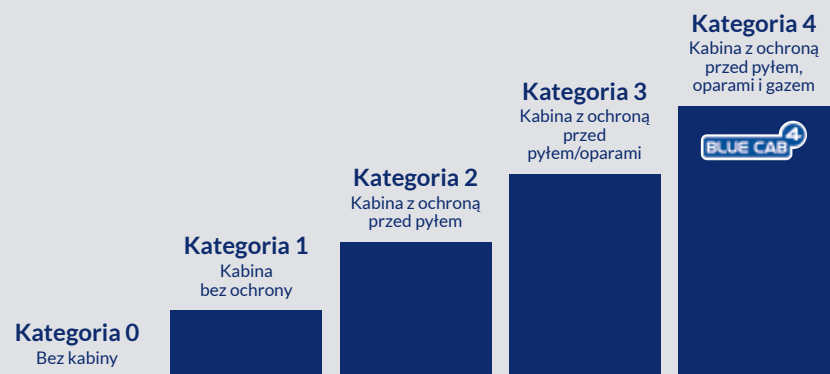 Kategoria 0
Bez kabiny
Kategoria 1
Kabina
bez ochrony
Kategoria 2
Kabina z ochroną
przed pyłem
Kategoria 3
Kabina z ochroną
przed
pyłem/oparami
Kategoria 4
Kabina z ochroną
przed pyłem,
oparami i gazem
BLUE CAB 4